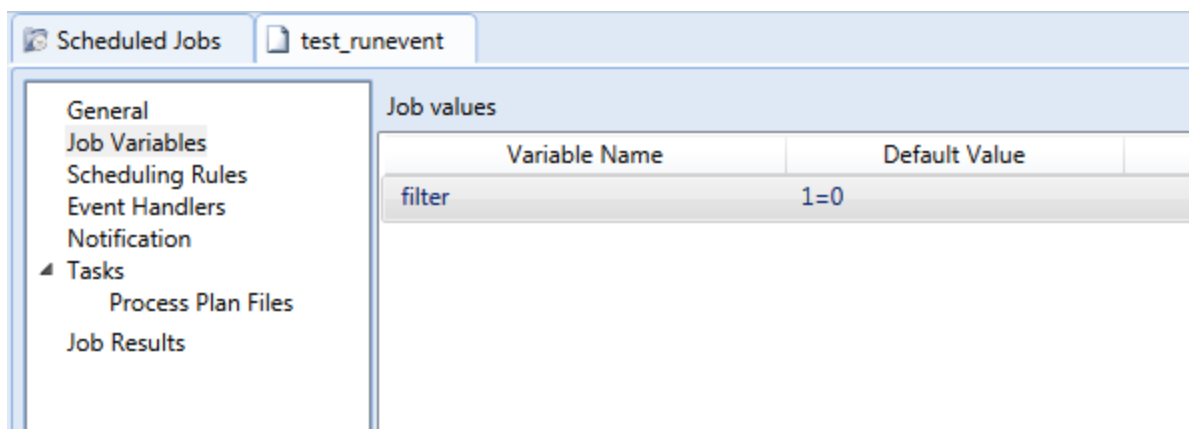 Scheduled Jobs test_runevent
General
Job Variables
Scheduling Rules
Event Handlers
Notification
Tasks
Process Plan Files
Job Results
Job values
Variable Name Default Value
filter 1=0